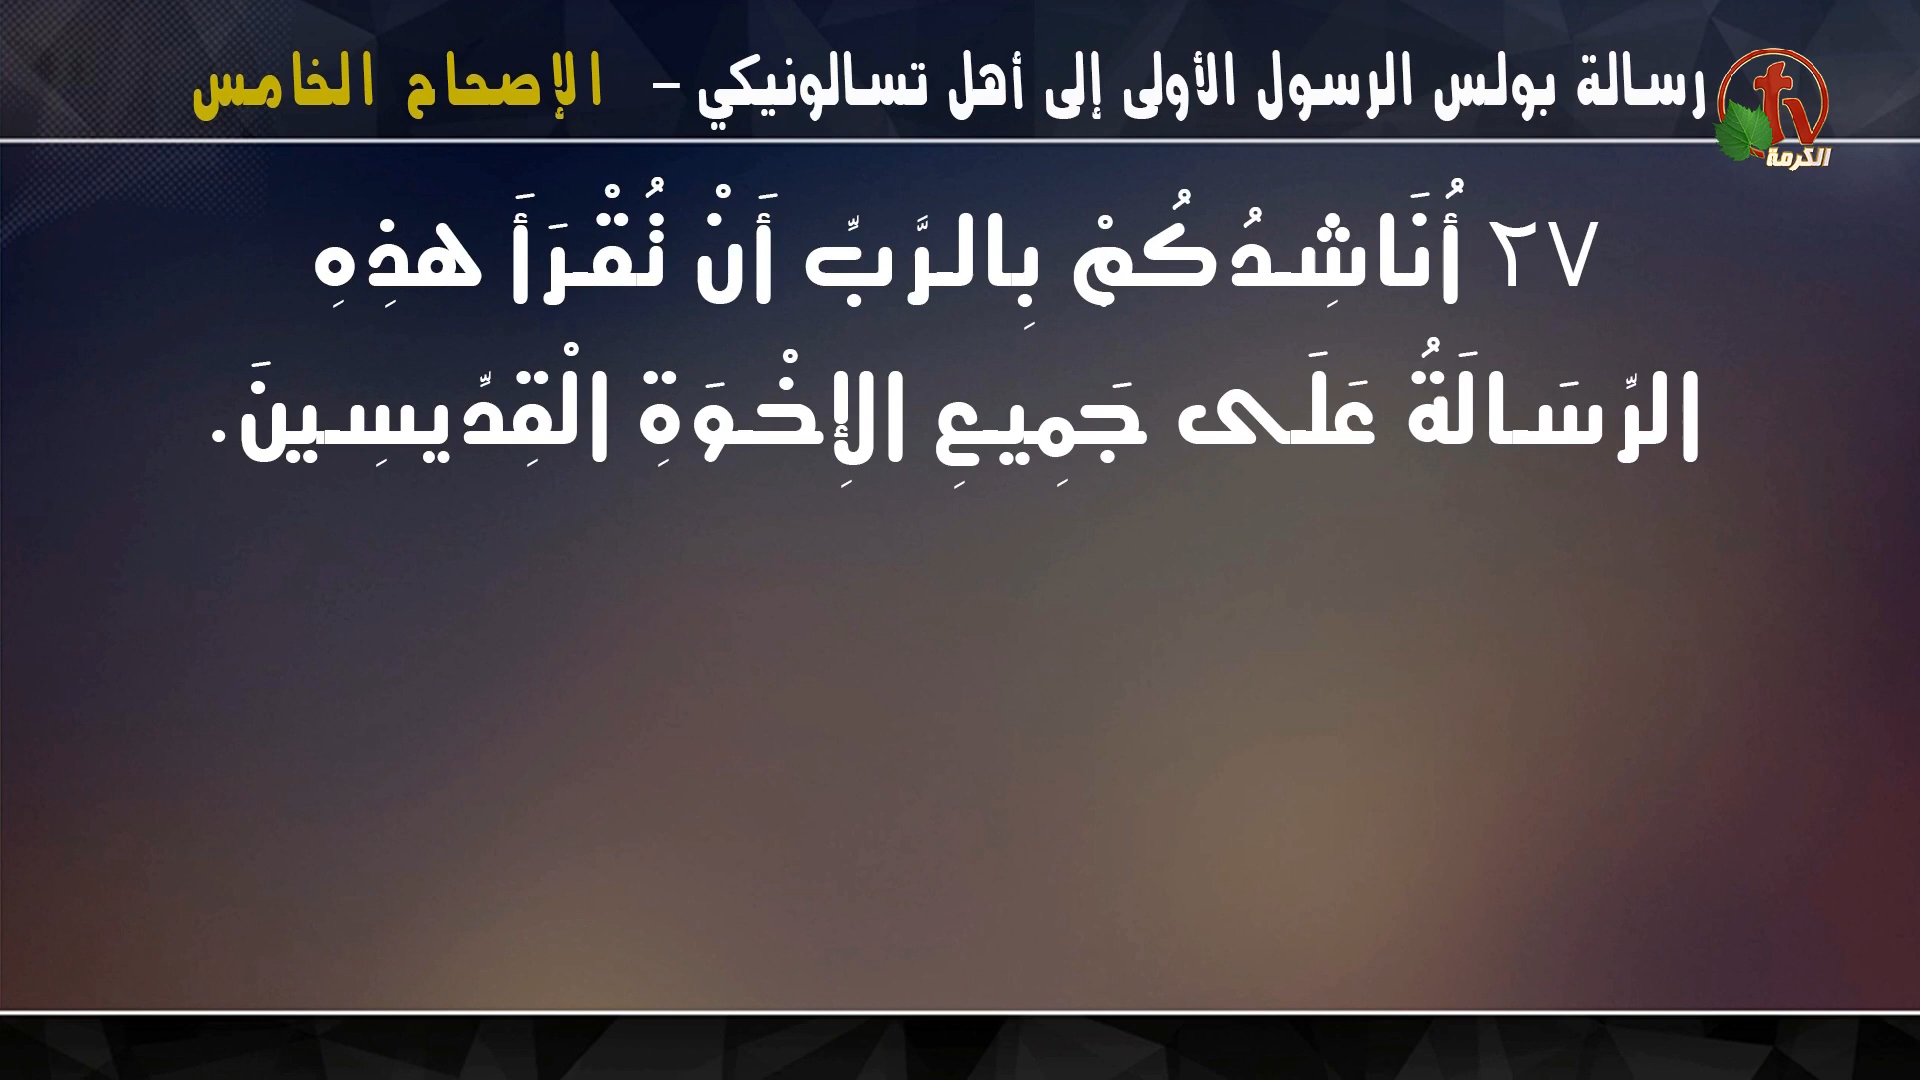 رسالة بولس الرسول الأولى إلى أهل تسالونيكي – الإصحاح الخامس
tv
الكرمة
٢٧ أُنَاشِدُكُمْ بِالرَّبِّ أَنْ تُقْرَأَ هذِهِ
الرِّسَالَةُ عَلَى جَمِيعِ الإِخْوَةِ الْقِدِّيسِينَ.